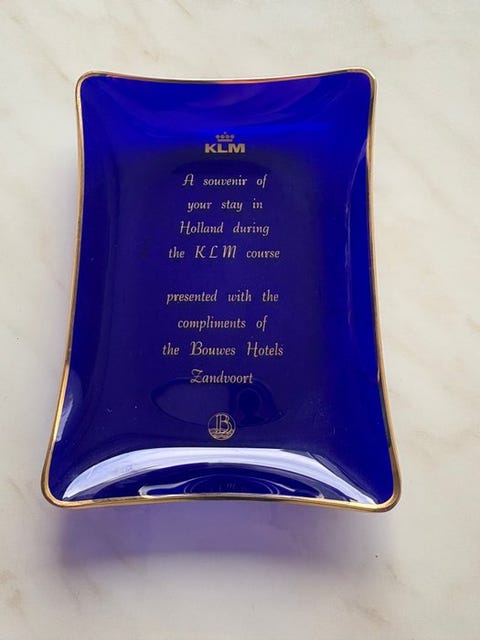 KLM
A souvenir of
your stay in
Holland during
the KLM course
presented with the
compliments of
the Bouwes Hotels
Zandvoort
B